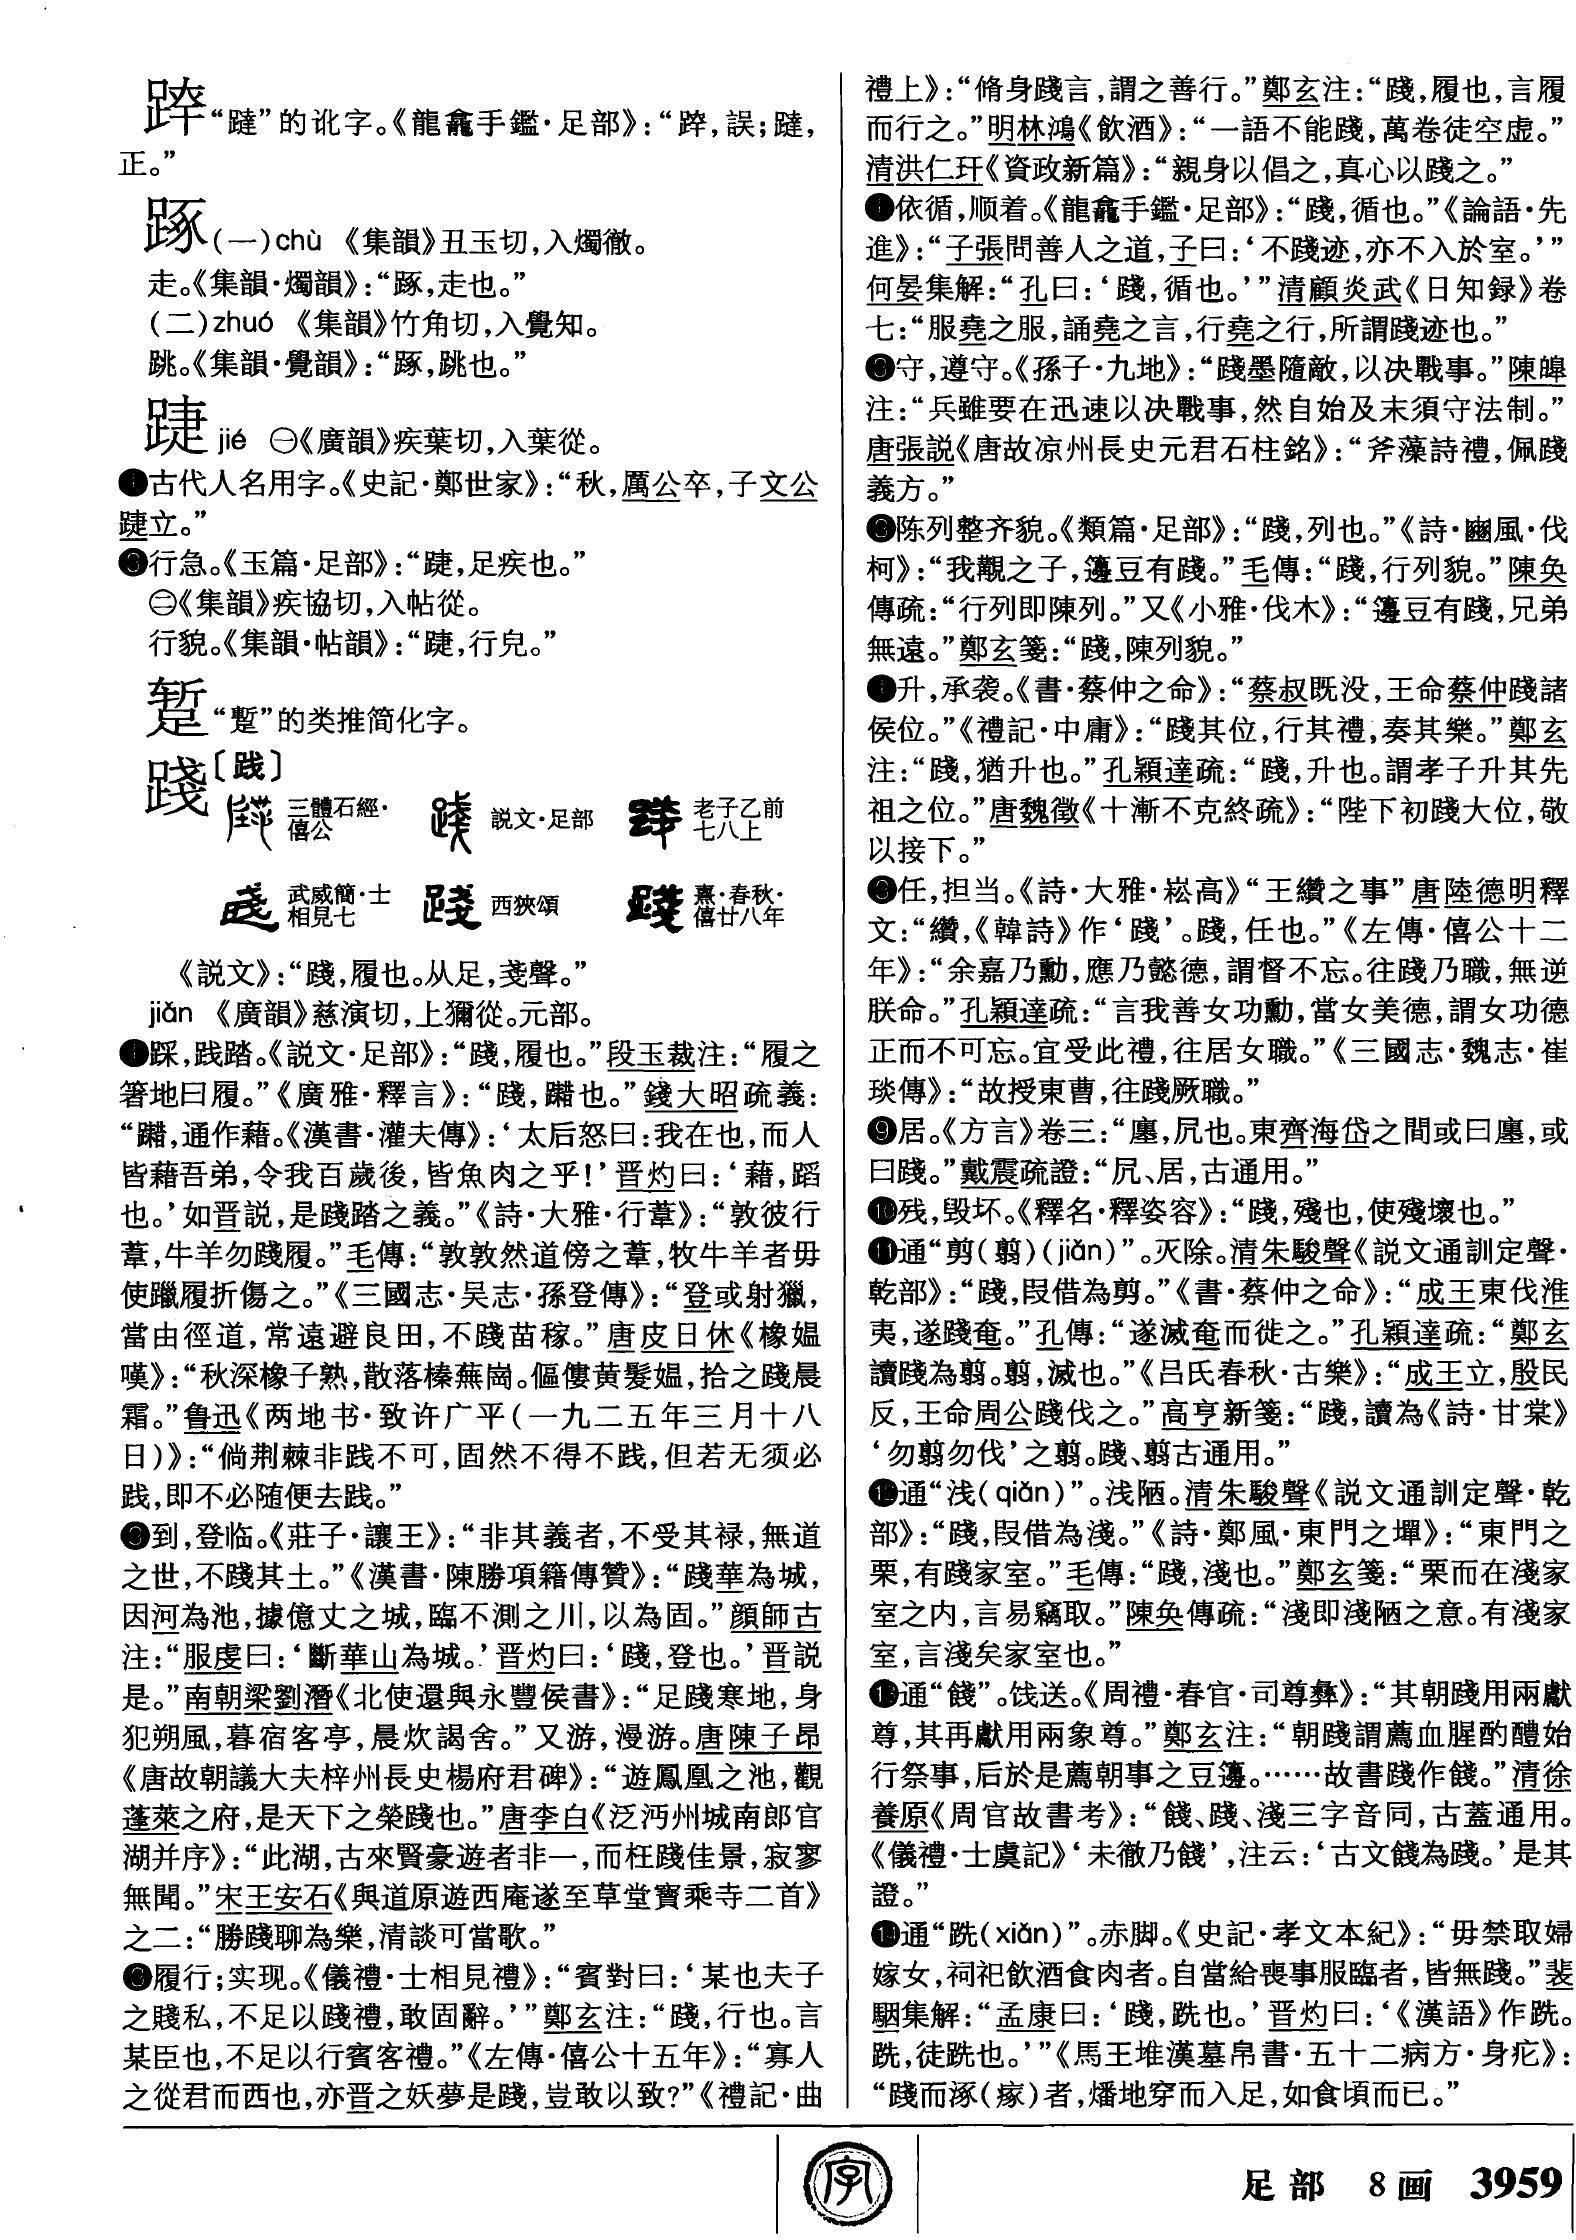 踤“躂”的讹字。《龍龕手鑑·足部》：“踤，誤；躂，
正。”
䟿(一)chù 《集韻》丑玉切，入燭徹。
走。《集韻·燭韻》：“䟿，走也。”
(二)zhuó 《集韻》竹角切，入覺知。
跳。《集韻·覺韻》：“䟿，跳也。”
踕 jié ㊀《廣韻》疾葉切，入葉從。
❶古代人名用字。《史記·鄭世家》：“秋，厲公卒，子文公
踕立。”
❷行急。《玉篇·足部》：“踕，足疾也。”
㊁《集韻》疾協切，入帖從。
行貌。《集韻·帖韻》：“踕，行皃。”
“蹔”的类推简化字。
踐〔践〕
三體石經·僖公 説文·足部 老子乙前七八上
武威簡·士相見七 西狹頌 熹·春秋·僖廿八年
《説文》：“踐，履也。从足，戔聲。”
jiàn 《廣韻》慈演切，上獮從。元部。
❶踩，践踏。《説文·足部》：“踐，履也。”段玉裁注：“履之
箸地曰履。”《廣雅·釋言》：“踐，䠙也。”錢大昭疏義：
“䠙，通作藉。《漢書·灌夫傳》：‘太后怒曰：我在也，而人
皆藉吾弟，令我百歲後，皆魚肉之乎！’晋灼曰：‘藉，蹈
也。’如晋説，是踐踏之義。”《詩·大雅·行葦》：“敦彼行
葦，牛羊勿踐履。”毛傳：“敦敦然道傍之葦，牧牛羊者毋
使躐履折傷之。”《三國志·吴志·孫登傳》：“登或射獵，
當由徑道，常遠避良田，不踐苗稼。”唐皮日休《橡媪
嘆》：“秋深橡子熟，散落榛蕪崗。傴僂黄髮媪，拾之踐晨
霜。”鲁迅《两地书·致许广平(一九二五年三月十八
日)》：“倘荆棘非践不可，固然不得不践，但若无须必
践，即不必随便去践。”
❷到，登临。《莊子·讓王》：“非其義者，不受其禄，無道
之世，不踐其土。”《漢書·陳勝項籍傳贊》：“踐華為城，
因河為池，據億丈之城，臨不測之川，以為固。”顔師古
注：“服虔曰：‘斷華山為城。’晋灼曰：‘踐，登也。’晋説
是。”南朝梁劉潛《北使還與永豐侯書》：“足踐寒地，身
犯朔風，暮宿客亭，晨炊謁舍。”又游，漫游。唐陳子昂
《唐故朝議大夫梓州長史楊府君碑》：“遊鳳凰之池，觀
蓬萊之府，是天下之榮踐也。”唐李白《泛沔州城南郎官
湖并序》：“此湖，古來賢豪遊者非一，而枉踐佳景，寂寥
無聞。”宋王安石《與道原遊西庵遂至草堂寶乘寺二首》
之二：“勝踐聊為樂，清談可當歌。”
❸履行；实现。《儀禮·士相見禮》：“賓對曰：‘某也夫子
之賤私，不足以踐禮，敢固辭。’”鄭玄注：“踐，行也。言
某臣也，不足以行賓客禮。”《左傳·僖公十五年》：“寡人
之從君而西也，亦晋之妖夢是踐，豈敢以致？”《禮記·曲
禮上》：“脩身踐言，謂之善行。”鄭玄注：“踐，履也，言履
而行之。”明林鴻《飲酒》：“一語不能踐，萬卷徒空虚。”
清洪仁玕《資政新篇》：“親身以倡之，真心以踐之。”
❹依循，顺着。《龍龕手鑑·足部》：“踐，循也。”《論語·先
進》：“子張問善人之道，子曰：‘不踐迹，亦不入於室。’”
何晏集解：“孔曰：‘踐，循也。’”清顧炎武《日知録》卷
七：“服堯之服，誦堯之言，行堯之行，所謂踐迹也。”
❺守，遵守。《孫子·九地》：“踐墨隨敵，以决戰事。”陳皞
注：“兵雖要在迅速以决戰事，然自始及末須守法制。”
唐張説《唐故凉州長史元君石柱銘》：“斧藻詩禮，佩踐
義方。”
❻陈列整齐貌。《類篇·足部》：“踐，列也。”《詩·豳風·伐
柯》：“我覯之子，籩豆有踐。”毛傳：“踐，行列貌。”陳奂
傳疏：“行列即陳列。”又《小雅·伐木》：“籩豆有踐，兄弟
無遠。”鄭玄箋：“踐，陳列貌。”
❼升，承袭。《書·蔡仲之命》：“蔡叔既没，王命蔡仲踐諸
侯位。”《禮記·中庸》：“踐其位，行其禮，奏其樂。”鄭玄
注：“踐，猶升也。”孔穎達疏：“踐，升也。謂孝子升其先
祖之位。”唐魏徵《十漸不克終疏》：“陛下初踐大位，敬
以接下。”
❽任，担当。《詩·大雅·崧高》“王纘之事”唐陸德明釋
文：“纘，《韓詩》作‘踐’。踐，任也。”《左傳·僖公十二
年》：“余嘉乃勳，應乃懿德，謂督不忘。往踐乃職，無逆
朕命。”孔穎達疏：“言我善女功勳，當女美德，謂女功德
正而不可忘。宜受此禮，往居女職。”《三國志·魏志·崔
琰傳》：“故授東曹，往踐厥職。”
❾居。《方言》卷三：“廛，凥也。東齊海岱之間或曰廛，或
曰踐。”戴震疏證：“凥、居，古通用。”
❿残，毁坏。《釋名·釋姿容》：“踐，殘也，使殘壞也。”
⓫通“剪(翦)(jiǎn)”。灭除。清朱駿聲《説文通訓定聲·
乾部》：“踐，叚借為剪。”《書·蔡仲之命》：“成王東伐淮
夷，遂踐奄。”孔傳：“遂滅奄而徙之。”孔穎達疏：“鄭玄
讀踐為翦。翦，滅也。”《吕氏春秋·古樂》：“成王立，殷民
反，王命周公踐伐之。”高亨新箋：“踐，讀為《詩·甘棠》
‘勿翦勿伐’之翦。踐、翦古通用。”
⓬通“浅(qiǎn)”。浅陋。清朱駿聲《説文通訓定聲·乾
部》：“踐，叚借為淺。”《詩·鄭風·東門之墠》：“東門之
栗，有踐家室。”毛傳：“踐，淺也。”鄭玄箋：“栗而在淺家
室之内，言易竊取。”陳奂傳疏：“淺即淺陋之意。有淺家
室，言淺矣家室也。”
⓭通“餞”。饯送。《周禮·春官·司尊彝》：“其朝踐用兩獻
尊，其再獻用兩象尊。”鄭玄注：“朝踐謂薦血腥酌醴始
行祭事，后於是薦朝事之豆籩。……故書踐作餞。”清徐
養原《周官故書考》：“餞、踐、淺三字音同，古蓋通用。
《儀禮·士虞記》‘未徹乃餞’，注云：‘古文餞為踐。’是其
證。”
⓮通“跣(xiǎn)”。赤脚。《史記·孝文本紀》：“毋禁取婦
嫁女，祠祀飲酒食肉者。自當給喪事服臨者，皆無踐。”裴
駰集解：“孟康曰：‘踐，跣也。’晋灼曰：‘《漢語》作跣。
跣，徒跣也。’”《馬王堆漢墓帛書·五十二病方·身疕》：
“踐而涿(瘃)者，燔地穿而入足，如食頃而已。”
字
足部 8画 3959